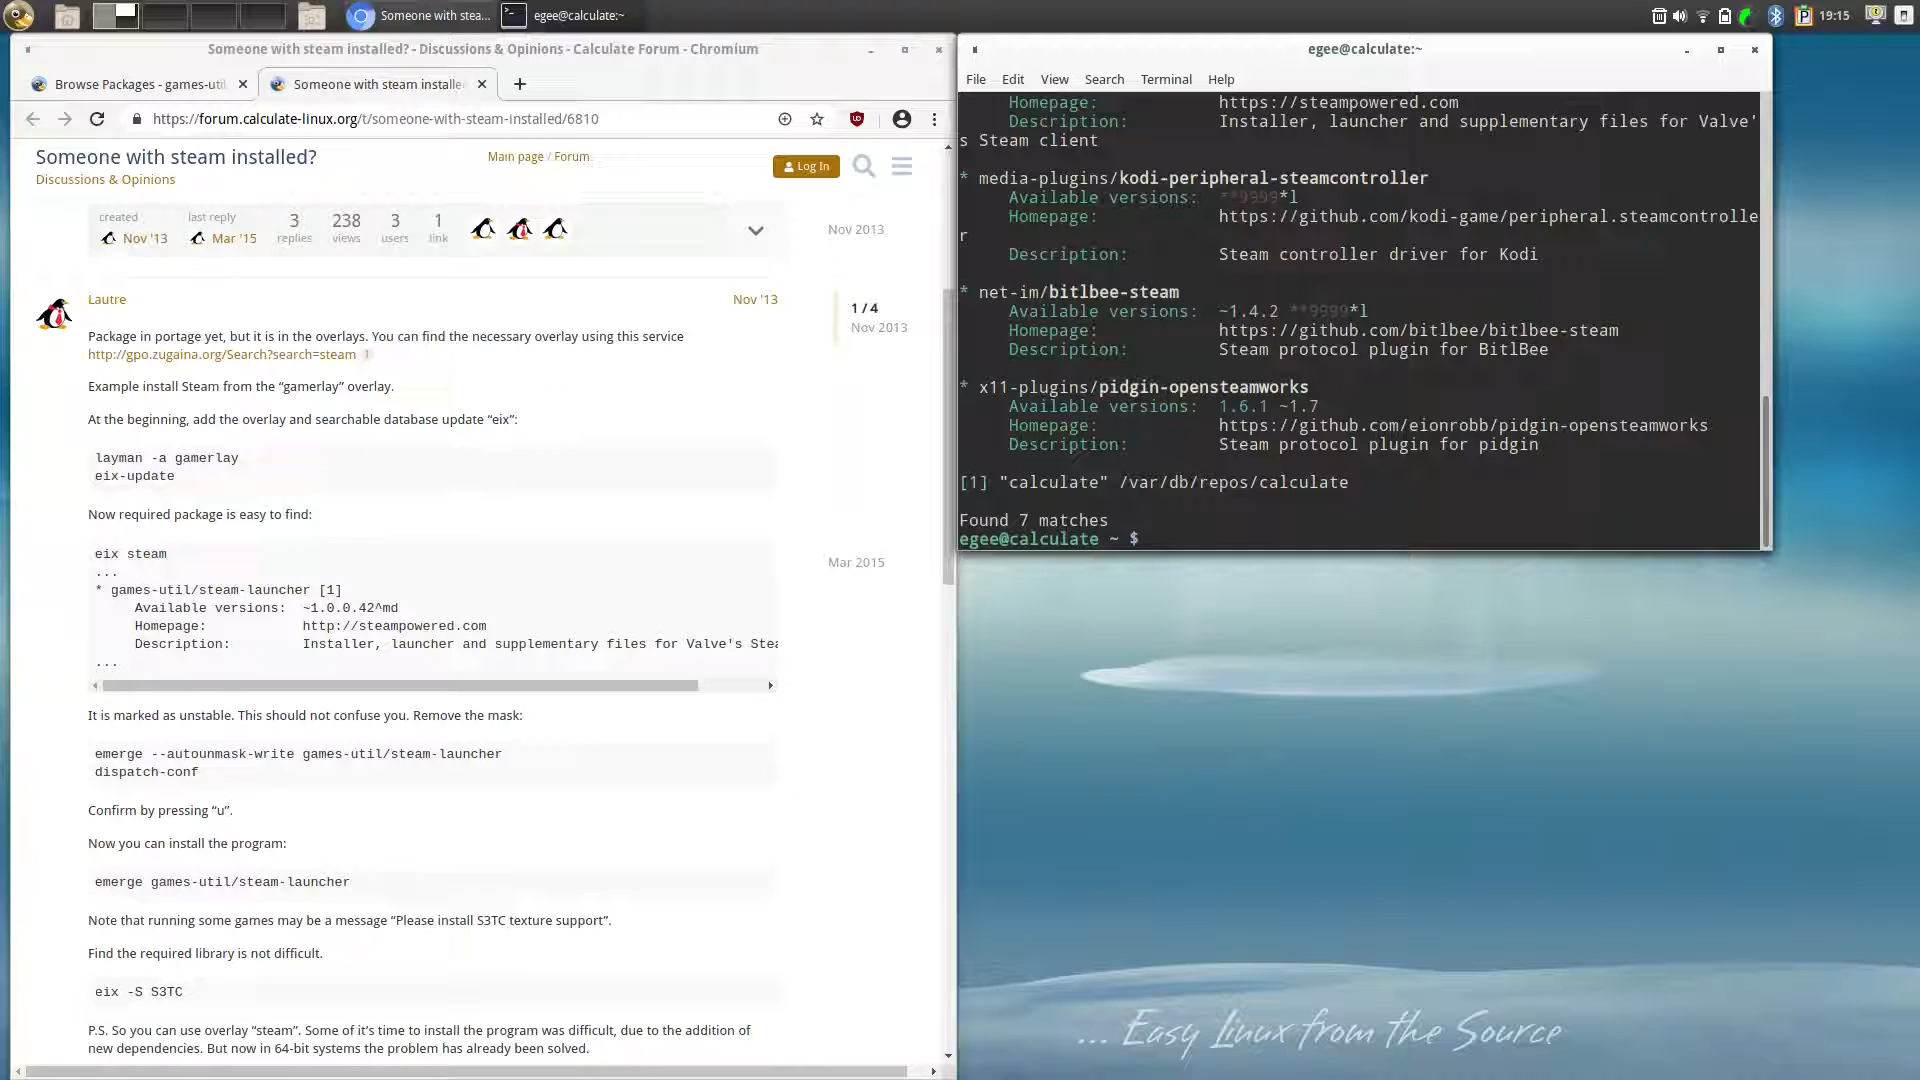 Someone with stea...
egee@calculate:~
19:15
Someone with steam installed? - Discussions & Opinions - Calculate Forum - Chromium
Browse Packages - games-util
Someone with steam installe
https://forum.calculate-linux.org/t/someone-with-steam-installed/6810
Someone with steam installed?
Discussions & Opinions
Main page / Forum
Log In
created
Nov '13
last reply
Mar '15
3
replies
238
views
3
users
1
link
Nov 2013
Lautre
Nov '13
1 / 4
Nov 2013
Package in portage yet, but it is in the overlays. You can find the necessary overlay using this service
http://gpo.zugaina.org/Search?search=steam 1
Example install Steam from the “gamerlay” overlay.
At the beginning, add the overlay and searchable database update “eix”:
layman -a gamerlay
eix-update
Now required package is easy to find:
eix steam
...
* games-util/steam-launcher [1]
Available versions: ~1.0.0.42^md
Homepage: http://steampowered.com
Description: Installer, launcher and supplementary files for Valve's Stea
...
Mar 2015
It is marked as unstable. This should not confuse you. Remove the mask:
emerge --autounmask-write games-util/steam-launcher
dispatch-conf
Confirm by pressing “u”.
Now you can install the program:
emerge games-util/steam-launcher
Note that running some games may be a message “Please install S3TC texture support”.
Find the required library is not difficult.
eix -S S3TC
P.S. So you can use overlay “steam”. Some of it’s time to install the program was difficult, due to the addition of
new dependencies. But now in 64-bit systems the problem has already been solved.
egee@calculate:~
File Edit View Search Terminal Help
Homepage: https://steampowered.com
Description: Installer, launcher and supplementary files for Valve'
s Steam client
* media-plugins/kodi-peripheral-steamcontroller
Available versions: **9999*l
Homepage: https://github.com/kodi-game/peripheral.steamcontrolle
r
Description: Steam controller driver for Kodi
* net-im/bitlbee-steam
Available versions: ~1.4.2 **9999*l
Homepage: https://github.com/bitlbee/bitlbee-steam
Description: Steam protocol plugin for BitlBee
* x11-plugins/pidgin-opensteamworks
Available versions: 1.6.1 ~1.7
Homepage: https://github.com/eionrobb/pidgin-opensteamworks
Description: Steam protocol plugin for pidgin
[1] "calculate" /var/db/repos/calculate
Found 7 matches
egee@calculate ~ $
... Easy Linux from the Source